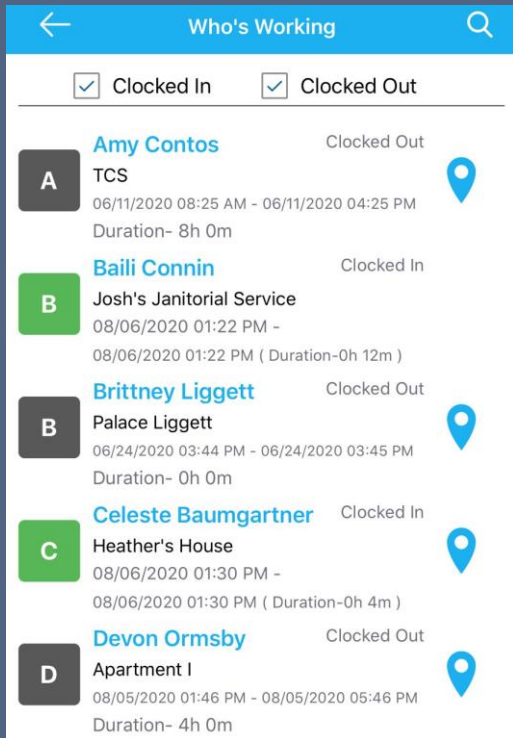 Who's Working
Clocked In Clocked Out
Amy Contos Clocked Out
A
TCS
06/11/2020 08:25 AM - 06/11/2020 04:25 PM
Duration- 8h 0m
Baili Connin Clocked In
B
Josh's Janitorial Service
08/06/2020 01:22 PM -
08/06/2020 01:22 PM ( Duration-0h 12m )
Brittney Liggett Clocked Out
B
Palace Liggett
06/24/2020 03:44 PM - 06/24/2020 03:45 PM
Duration- 0h 0m
Celeste Baumgartner Clocked In
C
Heather's House
08/06/2020 01:30 PM -
08/06/2020 01:30 PM ( Duration-0h 4m )
Devon Ormsby Clocked Out
D
Apartment I
08/05/2020 01:46 PM - 08/05/2020 05:46 PM
Duration- 4h 0m